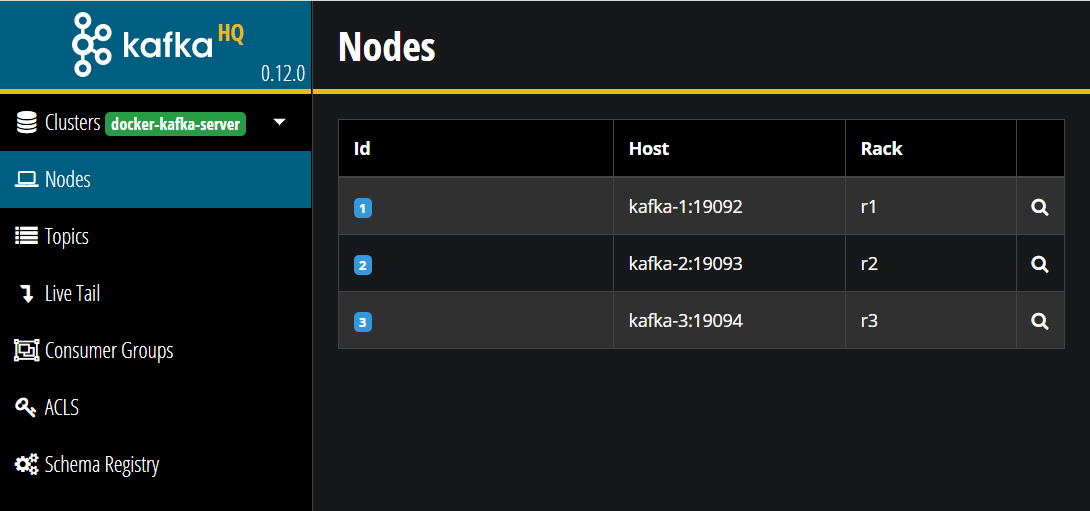 kafka HQ
0.12.0
Nodes
Clusters docker-kafka-server
Nodes
Topics
Live Tail
Consumer Groups
ACLS
Schema Registry
Id Host Rack
1 kafka-1:19092 r1
2 kafka-2:19093 r2
3 kafka-3:19094 r3